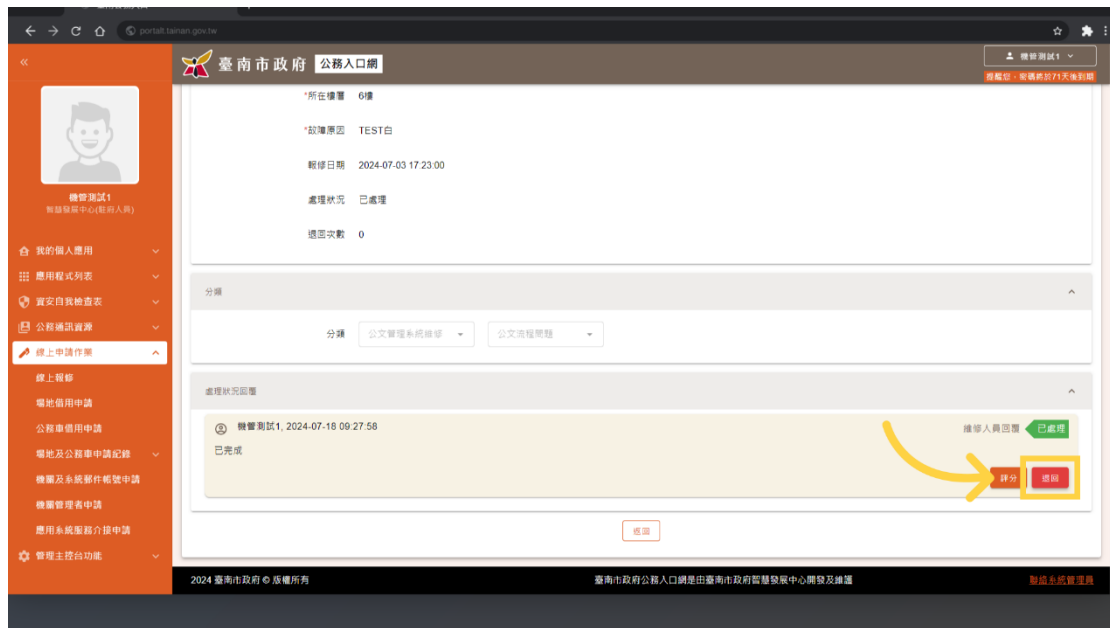 portalt.tainan.gov.tw
臺南市政府 公務入口網
機管測試1
提醒您,密碼將於71天後到期
機管測試1
智慧發展中心(駐府人員)
我的個人應用
應用程式列表
資安自我檢查表
公務通訊資源
線上申請作業
線上報修
場地借用申請
公務車借用申請
場地及公務車申請紀錄
機關及系統郵件帳號申請
機關管理者申請
應用系統服務介接申請
管理主控台功能
*所在樓層 6樓
*故障原因 TEST白
報修日期 2024-07-03 17:23:00
處理狀況 已處理
退回次數 0
分類
分類 公文管理系統維修 公文流程問題
處理狀況回覆
機管測試1, 2024-07-18 09:27:58
維修人員回覆 已處理
已完成
評分 退回
返回
2024 臺南市政府 © 版權所有
臺南市政府公務入口網是由臺南市政府智慧發展中心開發及維護
聯絡系統管理員